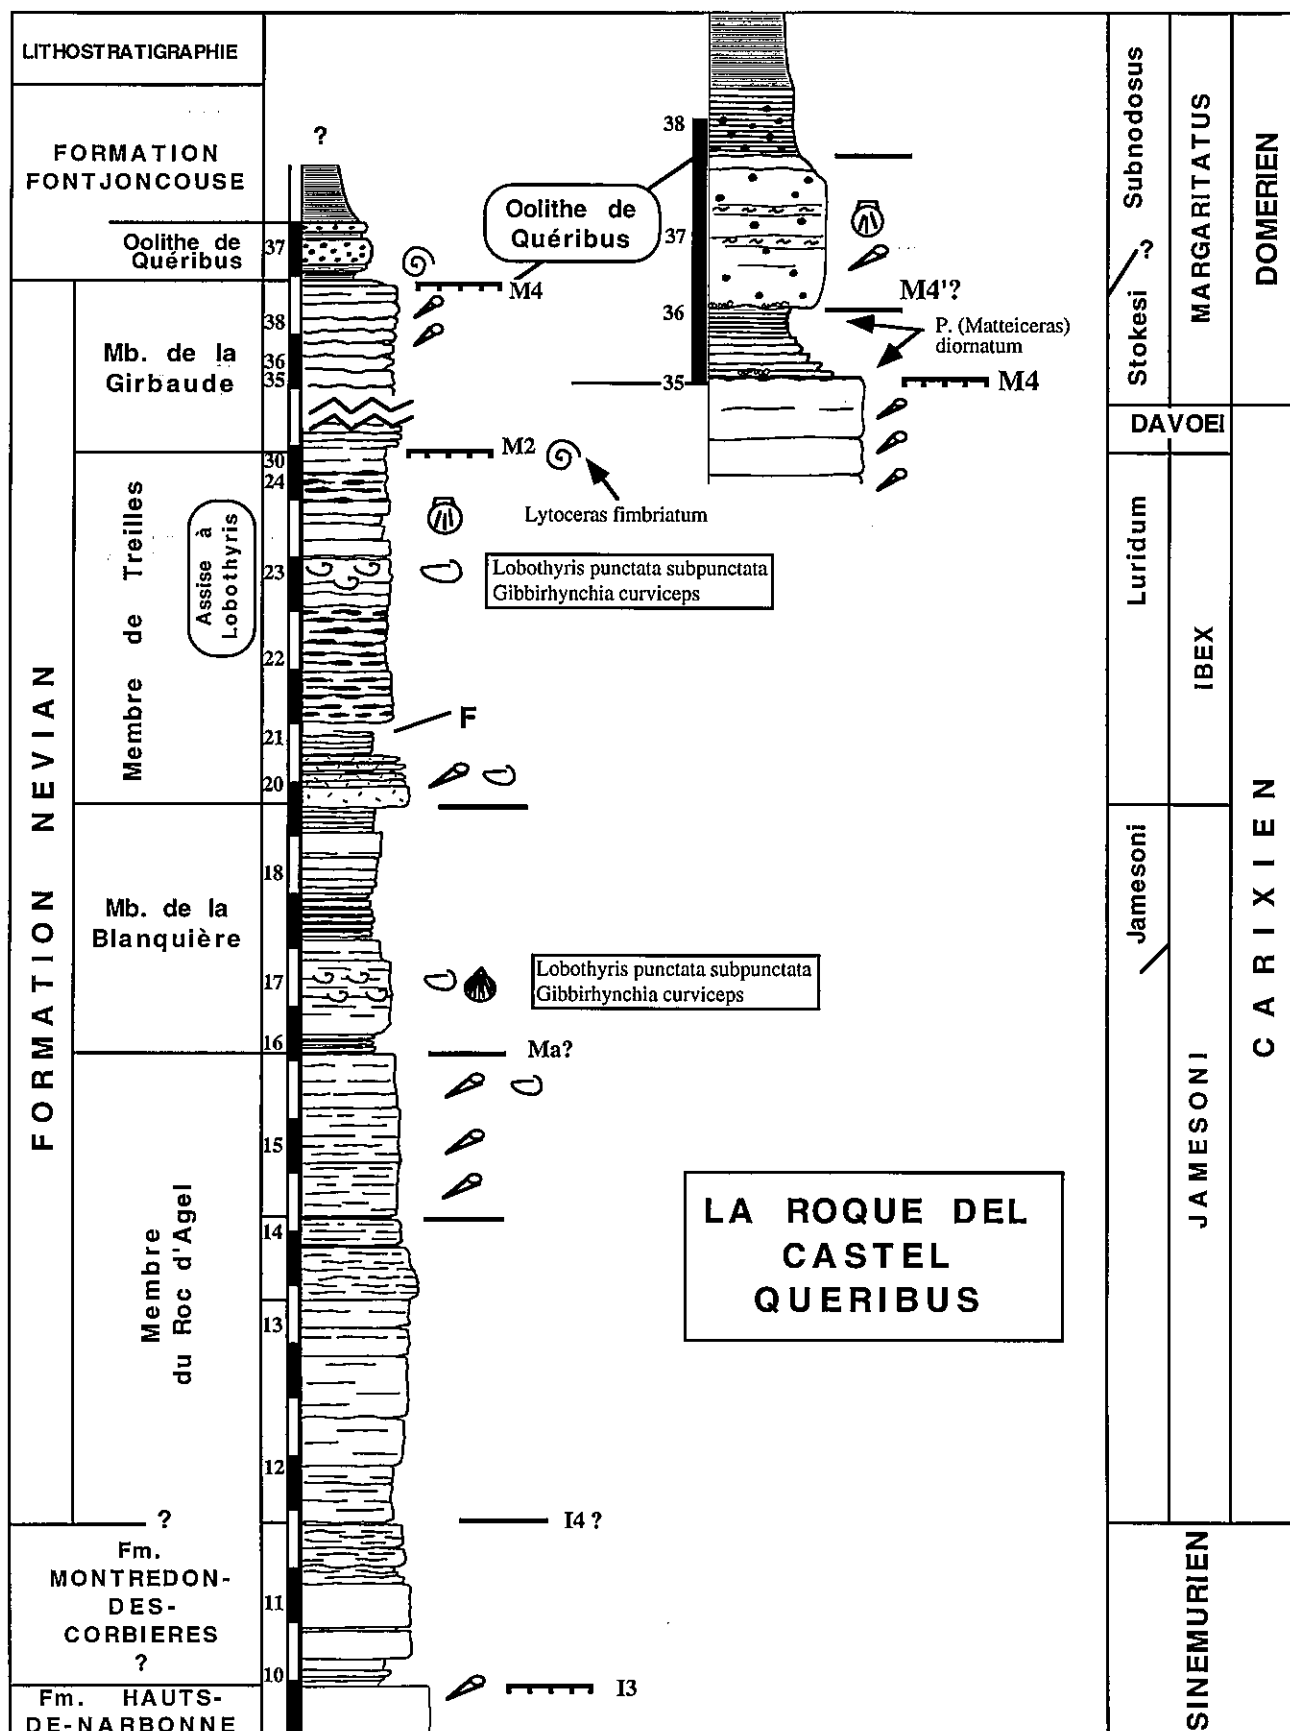 LITHOSTRATIGRAPHIE
FORMATION
FONTJONCOUSE
Oolithe de
Quéribus
Mb. de la
Girbaude
Membre de Treilles
Assise à
Lobothyris
Mb. de la
Blanquière
Membre
du Roc d'Agel
FORMATION NEVIAN
?
Fm.
MONTREDON-
DES-
CORBIERES
?
Fm. HAUTS-
DE-NARBONNE
?
37
38
36
35
30
24
23
22
21
20
18
17
16
15
14
13
12
11
10
M4
M2
Lytoceras fimbriatum
Lobothyris punctata subpunctata
Gibbirhynchia curviceps
F
Lobothyris punctata subpunctata
Gibbirhynchia curviceps
Ma?
I4 ?
I3
Oolithe de
Quéribus
38
37
36
35
M4'?
P. (Matteiceras)
diornatum
M4
LA ROQUE DEL
CASTEL
QUERIBUS
Subnodosus
?
Stokesi
MARGARITATUS
DOMERIEN
DAVOEI
Luridum
IBEX
Jamesoni
JAMESONI
CARIXIEN
SINEMURIEN